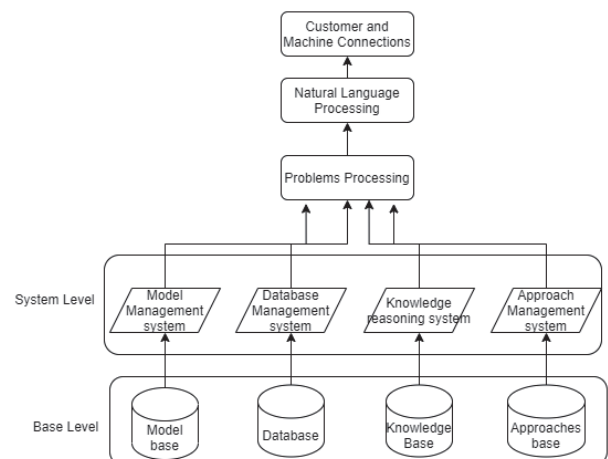 Customer and
Machine Connections
Natural Language
Processing
Problems Processing
System Level
Model
Management
system
Database
Management
system
Knowledge
reasoning system
Approach
Management
system
Base Level
Model
base
Database
Knowledge
Base
Approaches
base